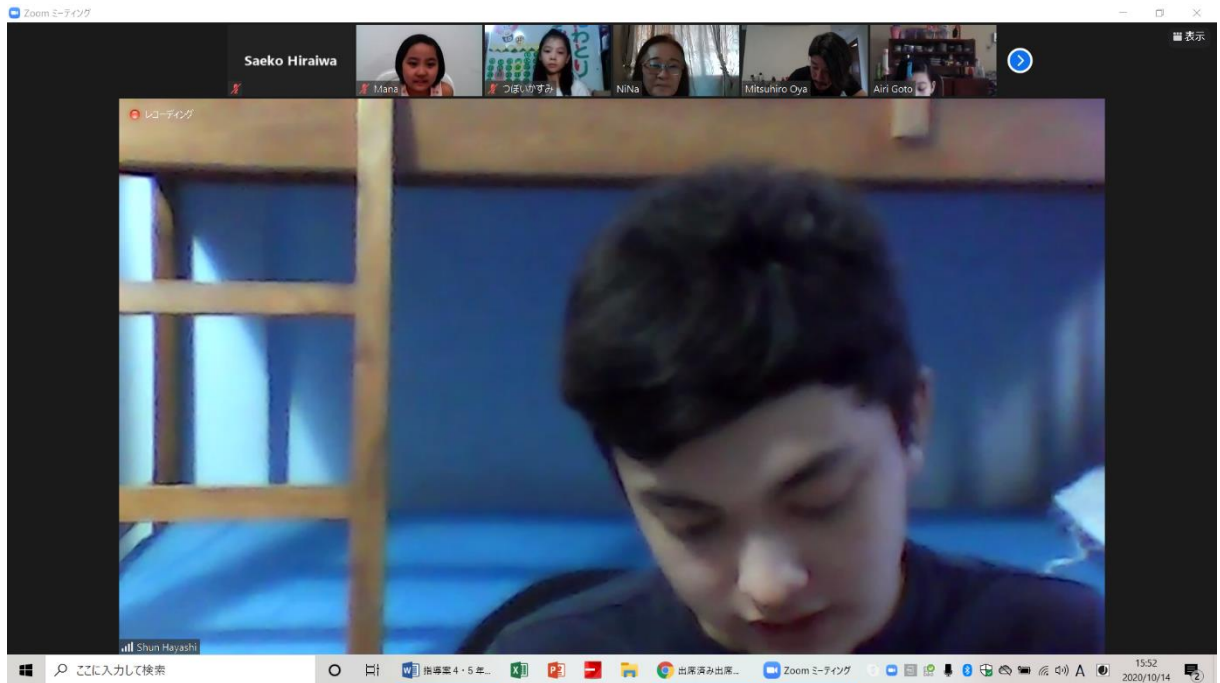 Zoom ミーティング
表示
Saeko Hiraiwa
Mana
つぼいかずみ
NiNa
Mitsuhiro Oya
Airi Goto
レコーディング
Shun Hayashi
ここに入力して検索
指導案 4・5 年...
出席済み出席...
Zoom ミーティング
A
15:52
2020/10/14
2